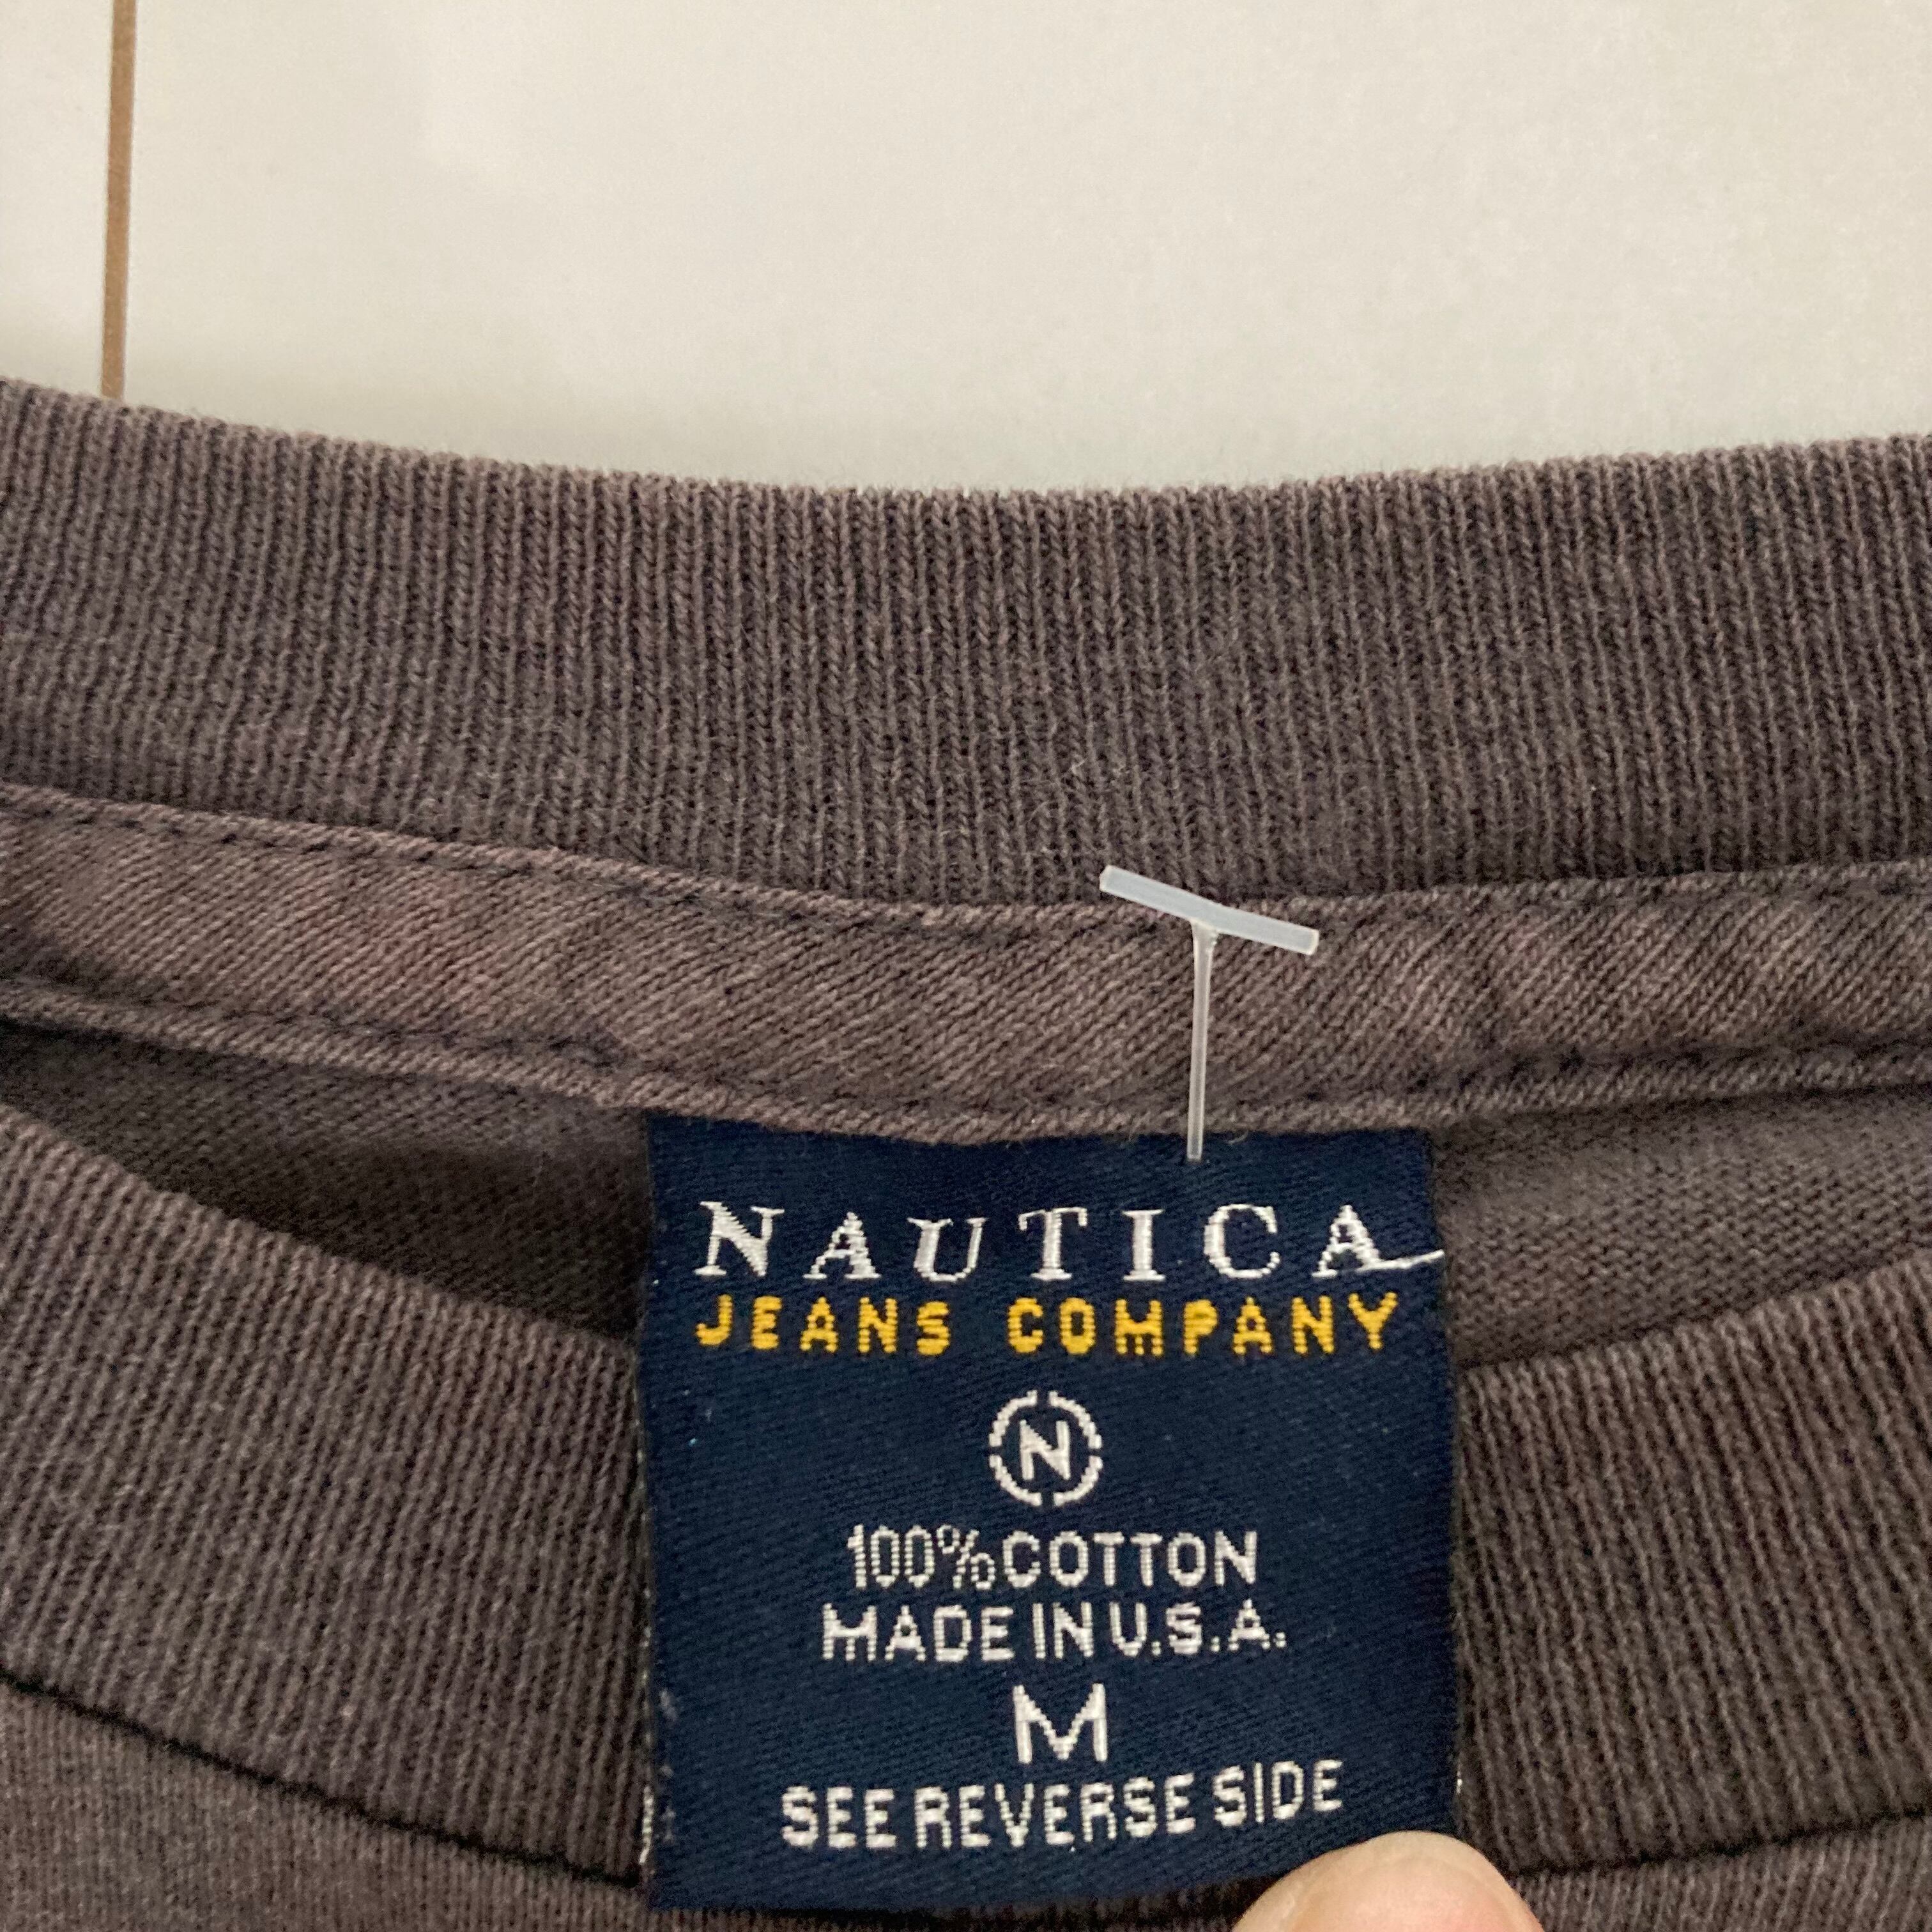 NAUTICA
JEANS COMPANY
N
100% COTTON
MADE IN U.S.A.
M
SEE REVERSE SIDE